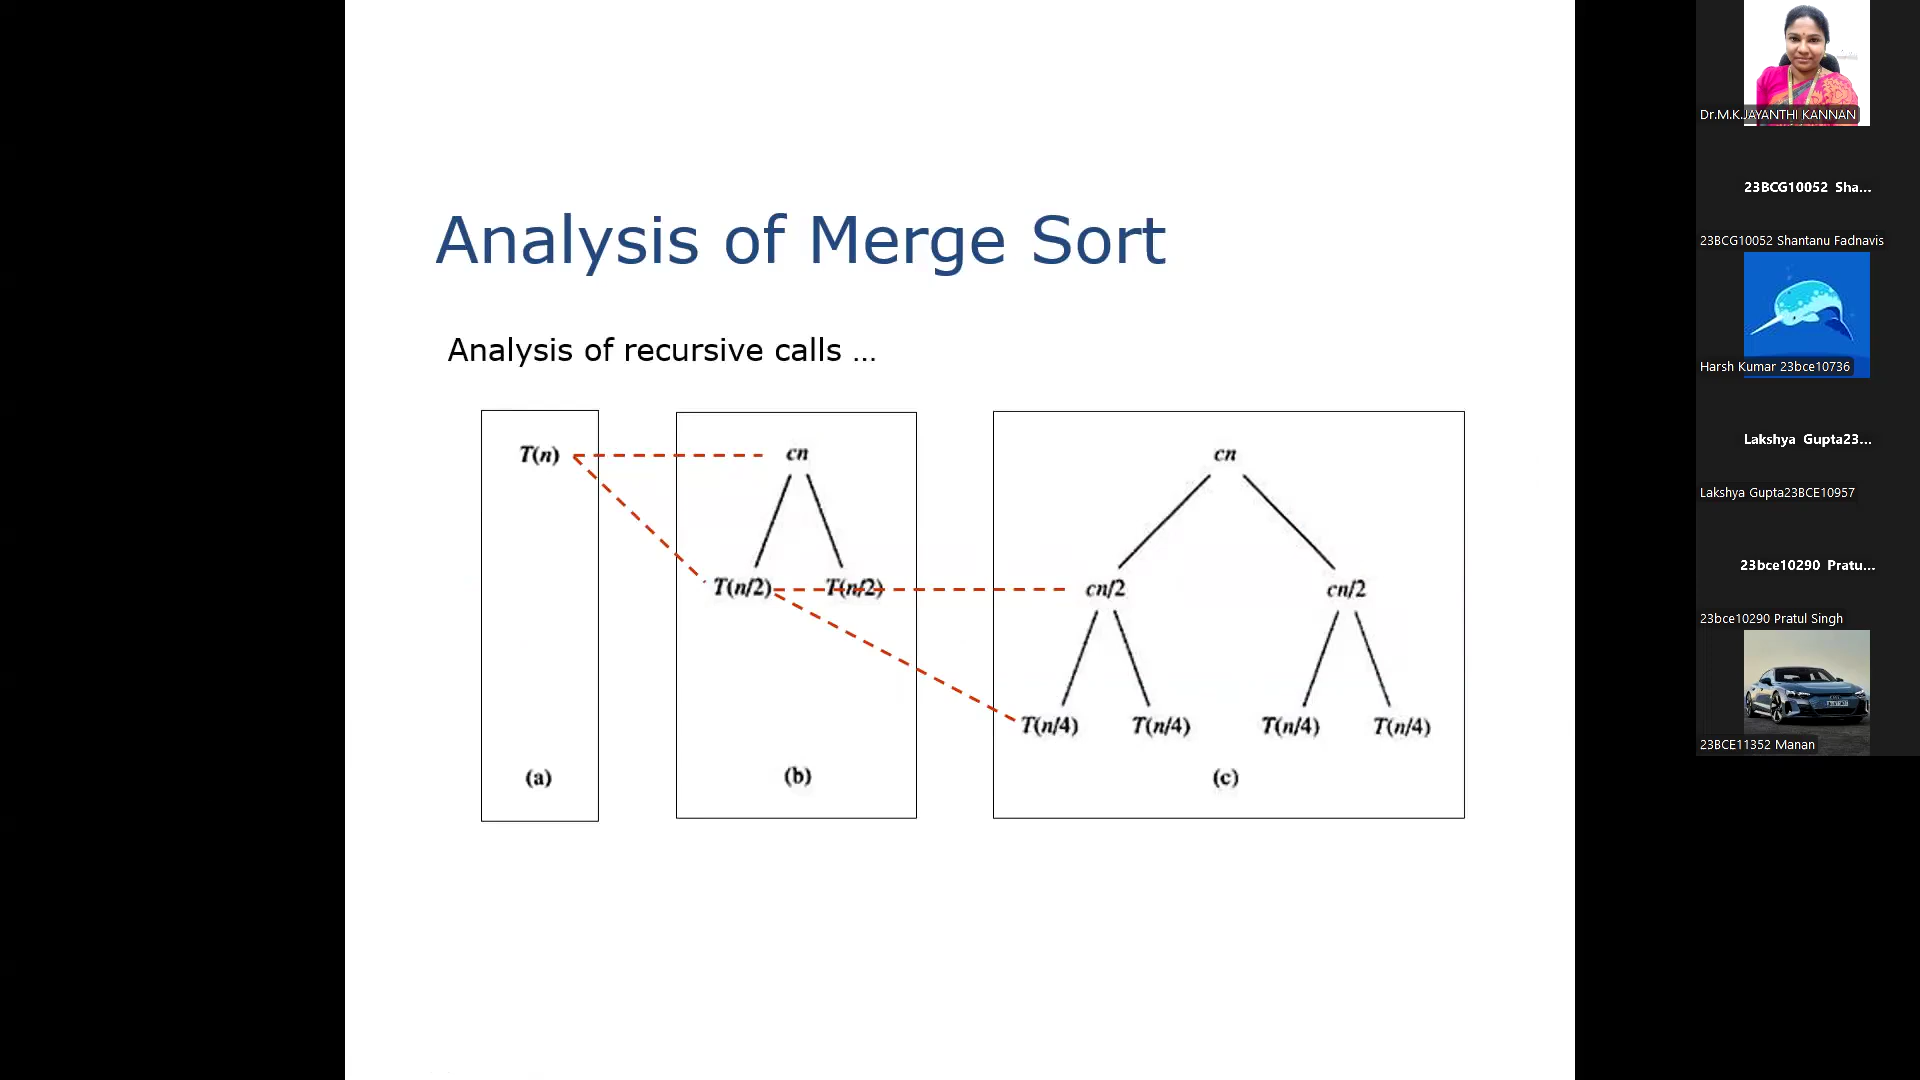 Analysis of Merge Sort
Analysis of recursive calls ...
T(n)
(a)
cn
T(n/2) T(n/2)
(b)
cn
cn/2 cn/2
T(n/4) T(n/4) T(n/4) T(n/4)
(c)
Dr.M.K.JAYANTHI KANNAN
23BCG10052 Sha...
23BCG10052 Shantanu Fadnavis
Harsh Kumar 23bce10736
Lakshya Gupta23...
Lakshya Gupta23BCE10957
23bce10290 Pratu...
23bce10290 Pratul Singh
23BCE11352 Manan